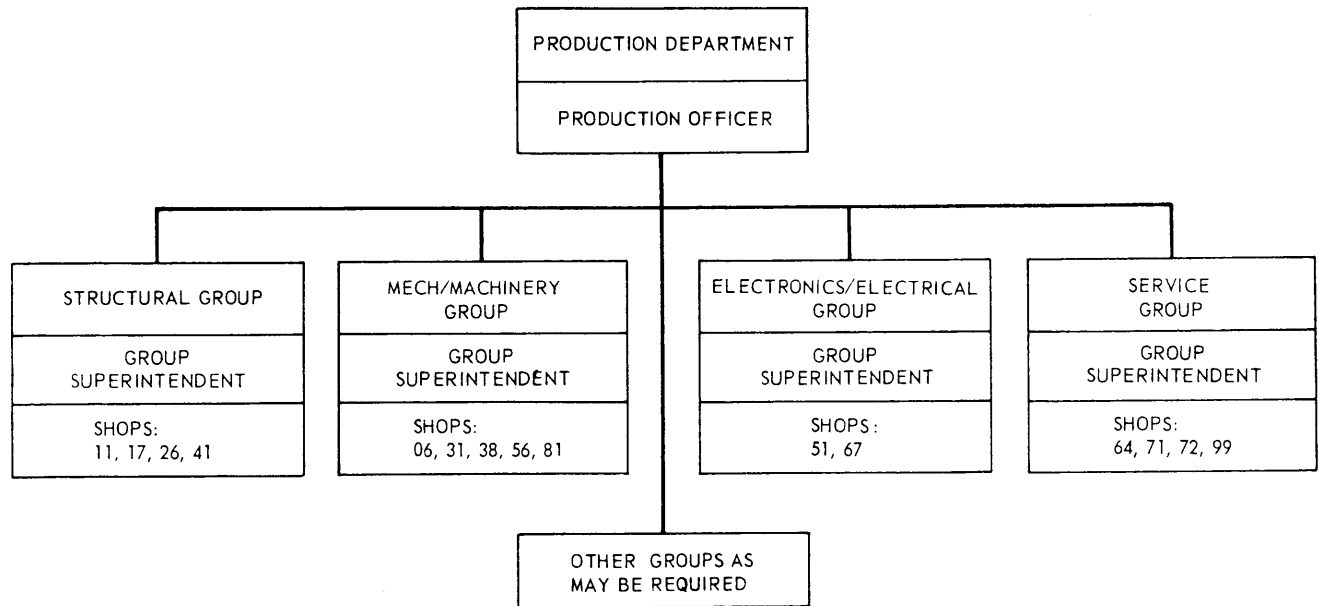 PRODUCTION DEPARTMENT
PRODUCTION OFFICER
STRUCTURAL GROUP
GROUP
SUPERINTENDENT
SHOPS:
11, 17, 26, 41
MECH/MACHINERY
GROUP
GROUP
SUPERINTENDENT
SHOPS:
06, 31, 38, 56, 81
ELECTRONICS/ELECTRICAL
GROUP
GROUP
SUPERINTENDENT
SHOPS:
51, 67
SERVICE
GROUP
GROUP
SUPERINTENDENT
SHOPS:
64, 71, 72, 99
OTHER GROUPS AS
MAY BE REQUIRED